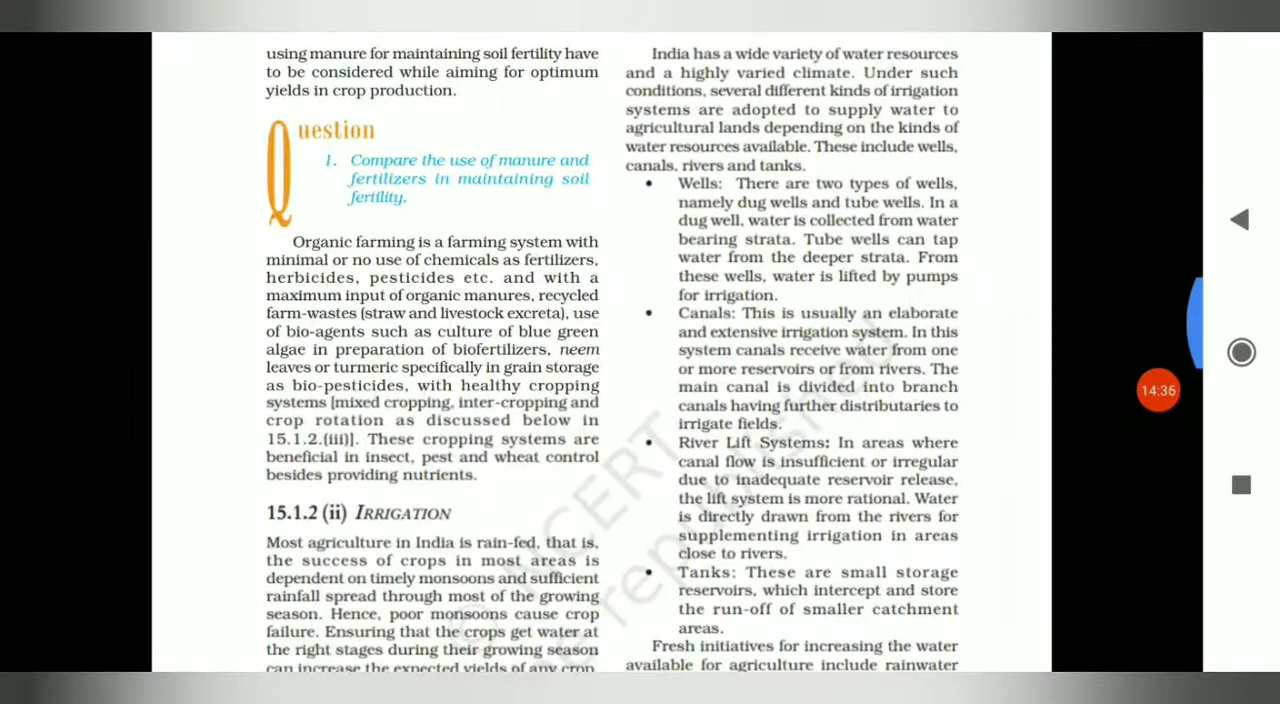 using manure for maintaining soil fertility have
to be considered while aiming for optimum
yields in crop production.
Question
1. Compare the use of manure and
fertilizers in maintaining soil
fertility.
Organic farming is a farming system with
minimal or no use of chemicals as fertilizers,
herbicides, pesticides etc. and with a
maximum input of organic manures, recycled
farm-wastes (straw and livestock excreta), use
of bio-agents such as culture of blue green
algae in preparation of biofertilizers, neem
leaves or turmeric specifically in grain storage
as bio-pesticides, with healthy cropping
systems [mixed cropping, inter-cropping and
crop rotation as discussed below in
15.1.2.(iii)]. These cropping systems are
beneficial in insect, pest and wheat control
besides providing nutrients.
15.1.2 (ii) IRRIGATION
Most agriculture in India is rain-fed, that is,
the success of crops in most areas is
dependent on timely monsoons and sufficient
rainfall spread through most of the growing
season. Hence, poor monsoons cause crop
failure. Ensuring that the crops get water at
the right stages during their growing season
can increase the expected yields of any crop.
India has a wide variety of water resources
and a highly varied climate. Under such
conditions, several different kinds of irrigation
systems are adopted to supply water to
agricultural lands depending on the kinds of
water resources available. These include wells,
canals, rivers and tanks.
• Wells: There are two types of wells,
namely dug wells and tube wells. In a
dug well, water is collected from water
bearing strata. Tube wells can tap
water from the deeper strata. From
these wells, water is lifted by pumps
for irrigation.
• Canals: This is usually an elaborate
and extensive irrigation system. In this
system canals receive water from one
or more reservoirs or from rivers. The
main canal is divided into branch
canals having further distributaries to
irrigate fields.
• River Lift Systems: In areas where
canal flow is insufficient or irregular
due to inadequate reservoir release,
the lift system is more rational. Water
is directly drawn from the rivers for
supplementing irrigation in areas
close to rivers.
• Tanks: These are small storage
reservoirs, which intercept and store
the run-off of smaller catchment
areas.
Fresh initiatives for increasing the water
available for agriculture include rainwater
© NCERT
be republished
14:36